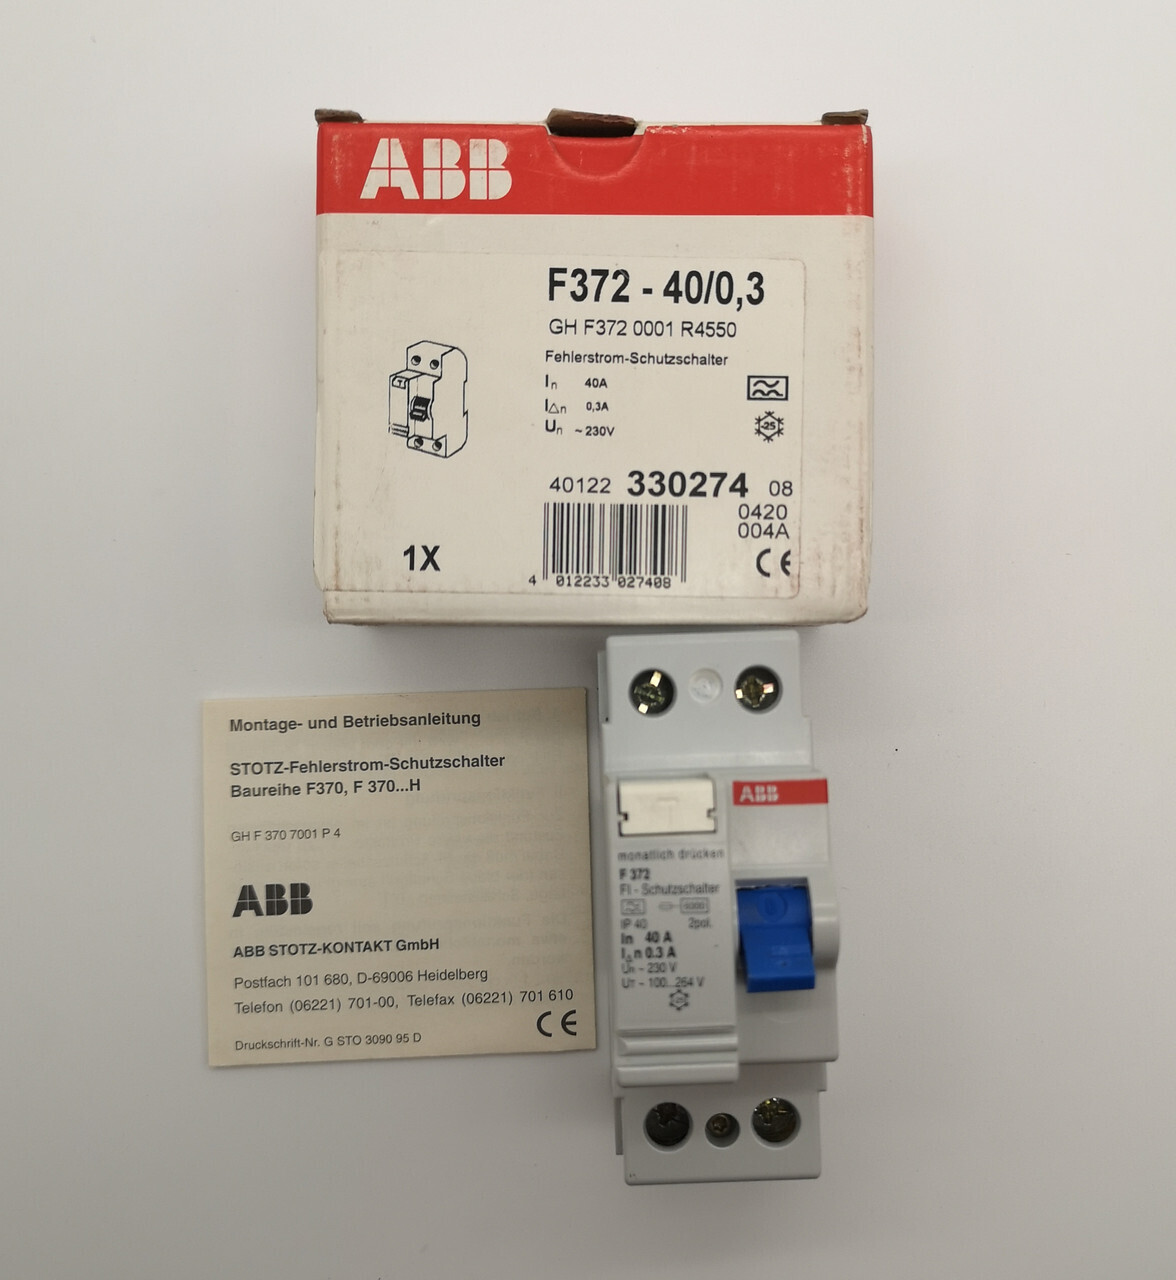 ABB
F372 - 40/0,3
GH F372 0001 R4550
Fehlerstrom-Schutzschalter
In 40A
I△n 0,3A
Un ~230V
-25
40122 330274 08
0420
004A
1X
4 012233 027408
CE
Montage- und Betriebsanleitung
STOTZ-Fehlerstrom-Schutzschalter
Baureihe F370, F 370...H
GH F 370 7001 P 4
ABB
ABB STOTZ-KONTAKT GmbH
Postfach 101 680, D-69006 Heidelberg
Telefon (06221) 701-00, Telefax (06221) 701 610
CE
Druckschrift-Nr. G STO 3090 95 D
T
ABB
monatlich drücken
F 372
FI - Schutzschalter
IP 40 2pol.
In 40 A
I△n 0.3 A
Un ~ 230 V
UT ~ 100...264 V